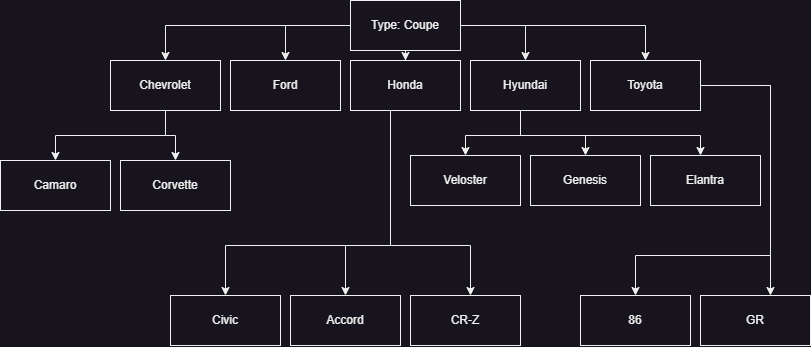 Type: Coupe
Chevrolet
Ford
Honda
Hyundai
Toyota
Camaro
Corvette
Veloster
Genesis
Elantra
Civic
Accord
CR-Z
86
GR